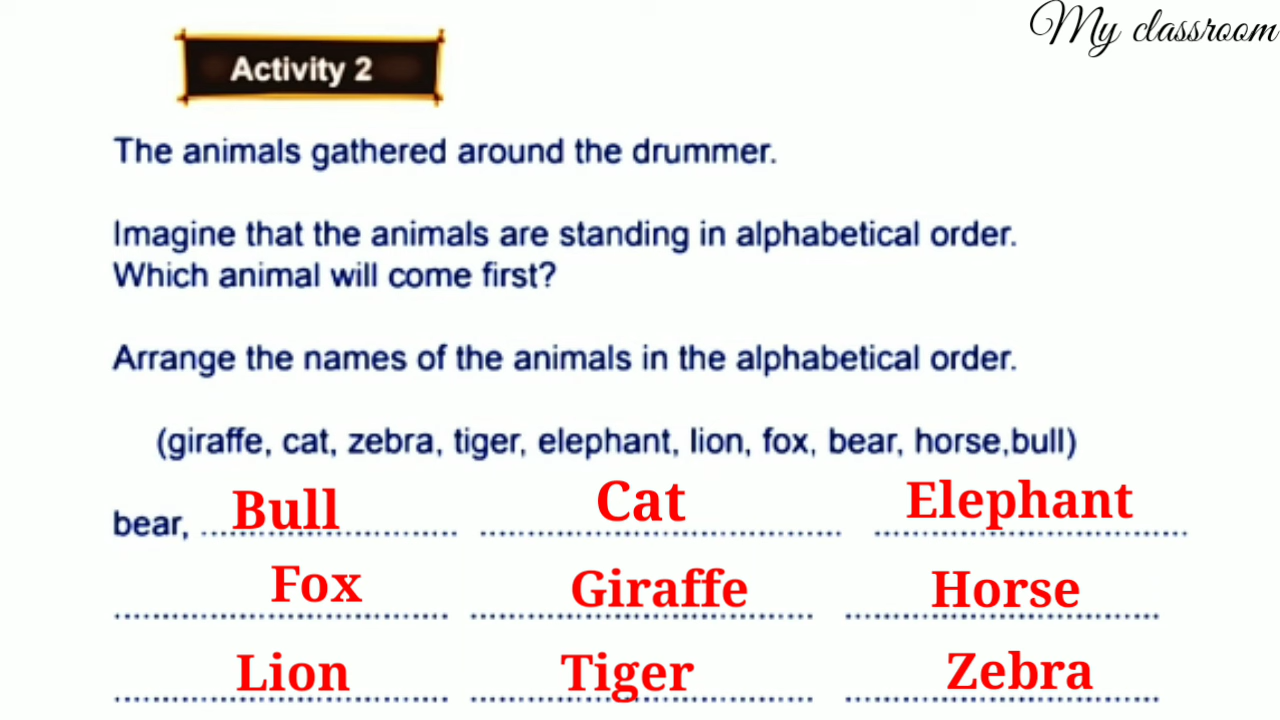 My classroom
Activity 2
The animals gathered around the drummer.
Imagine that the animals are standing in alphabetical order.
Which animal will come first?
Arrange the names of the animals in the alphabetical order.
(giraffe, cat, zebra, tiger, elephant, lion, fox, bear, horse,bull)
bear, Bull Cat Elephant
Fox Giraffe Horse
Lion Tiger Zebra